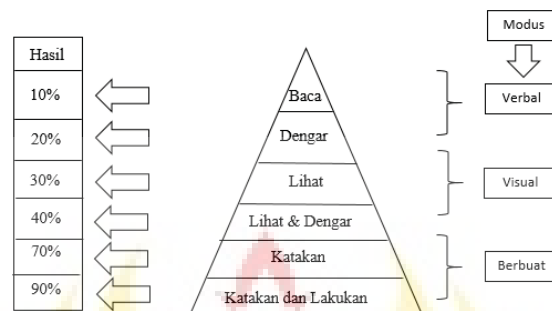 Modus
Hasil
10%
Baca
Verbal
20%
Dengar
30%
Lihat
Visual
40%
Lihat & Dengar
70%
Katakan
Berbuat
90%
Katakan dan Lakukan